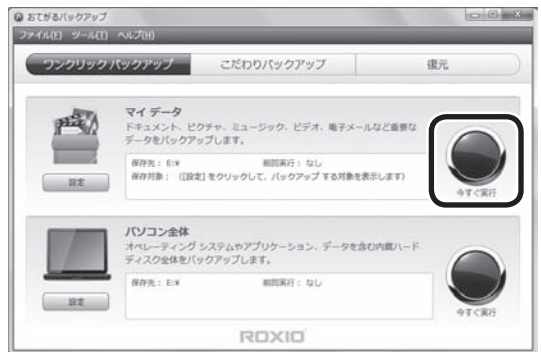 おてがるバックアップ
ファイル(F) ツール(T) ヘルプ(H)
ワンクリックバックアップ こだわりバックアップ 復元
マイ データ
ドキュメント、ピクチャ、ミュージック、ビデオ、電子メールなど重要な
データをバックアップします。
保存先： E:¥ 前回実行： なし
保存対象： （[設定] をクリックして、バックアップ する対象を表示します）
設定
今すぐ実行
パソコン全体
オペレーティング システムやアプリケーション、データを含む内蔵ハード
ディスク全体をバックアップします。
保存先： E:¥ 前回実行： なし
設定
今すぐ実行
ROXIO